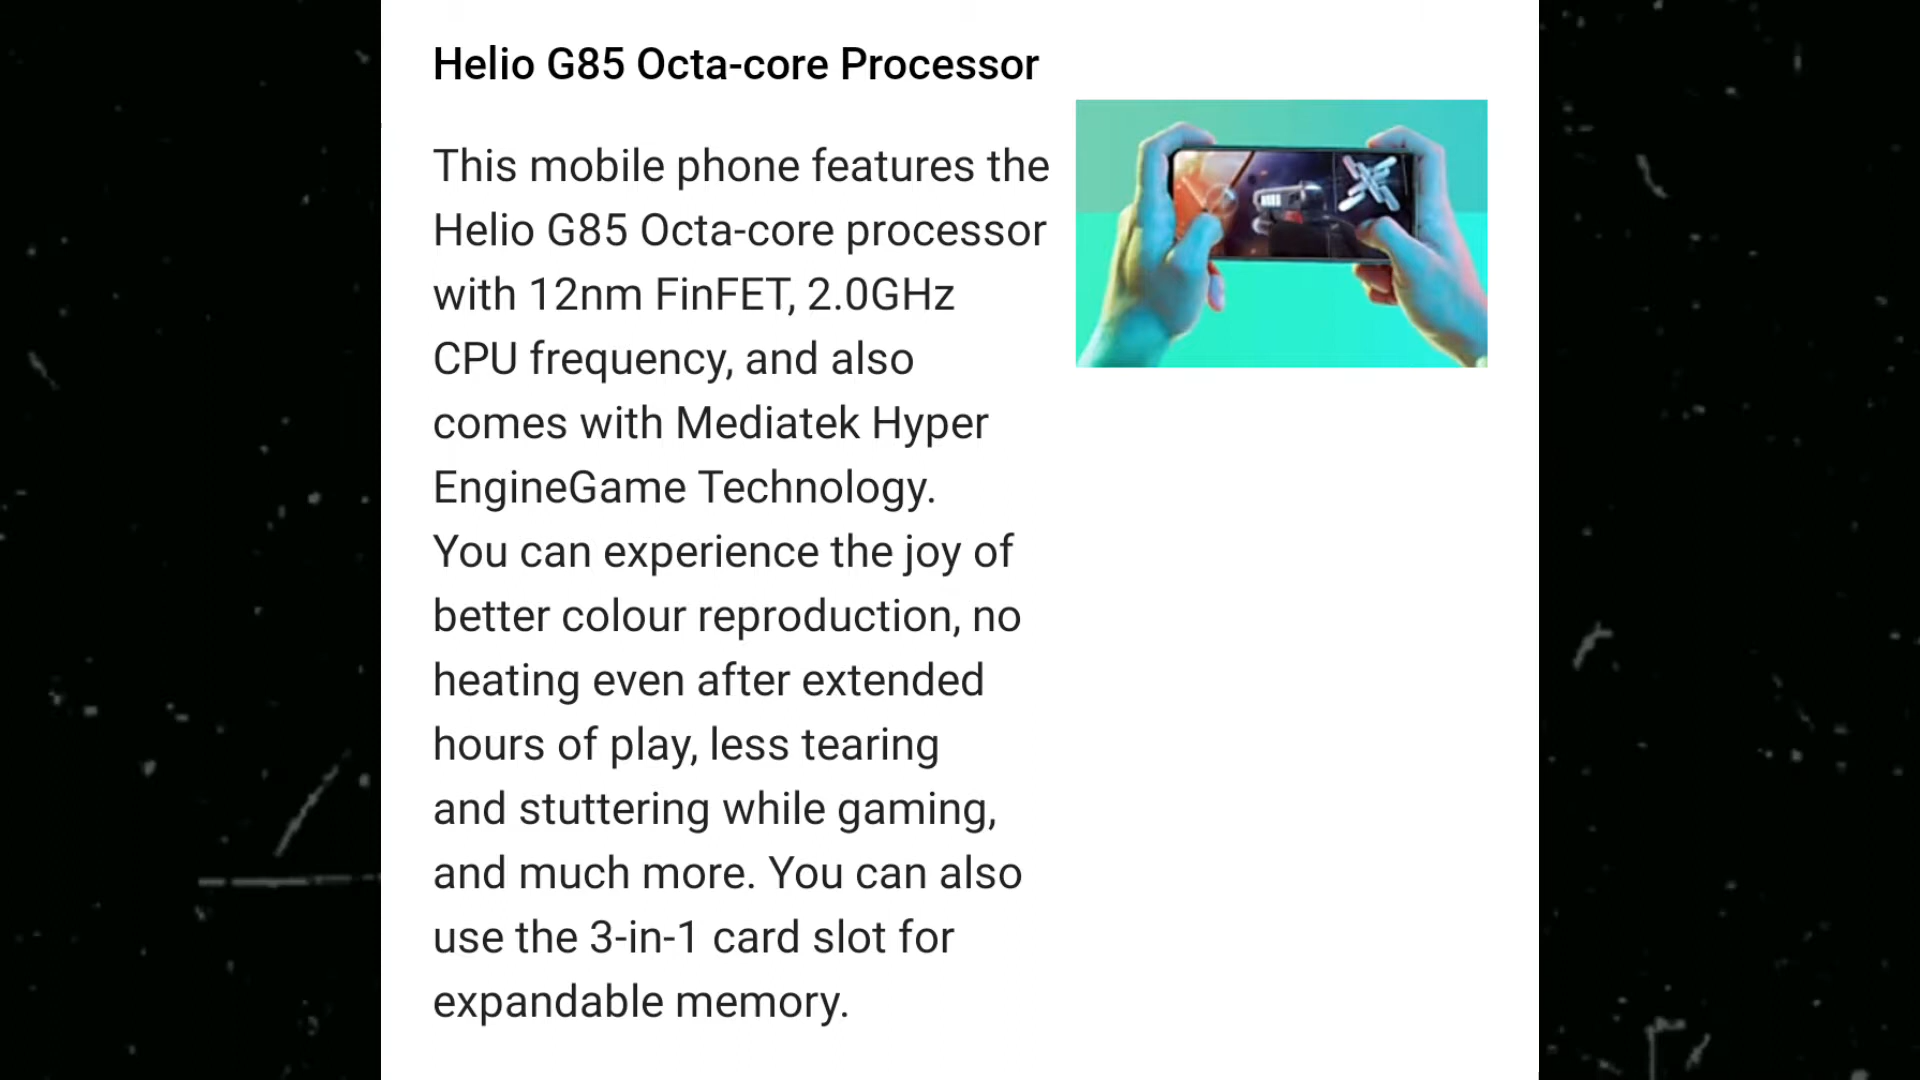 Helio G85 Octa-core Processor
This mobile phone features the
Helio G85 Octa-core processor
with 12nm FinFET, 2.0GHz
CPU frequency, and also
comes with Mediatek Hyper
EngineGame Technology.
You can experience the joy of
better colour reproduction, no
heating even after extended
hours of play, less tearing
and stuttering while gaming,
and much more. You can also
use the 3-in-1 card slot for
expandable memory.